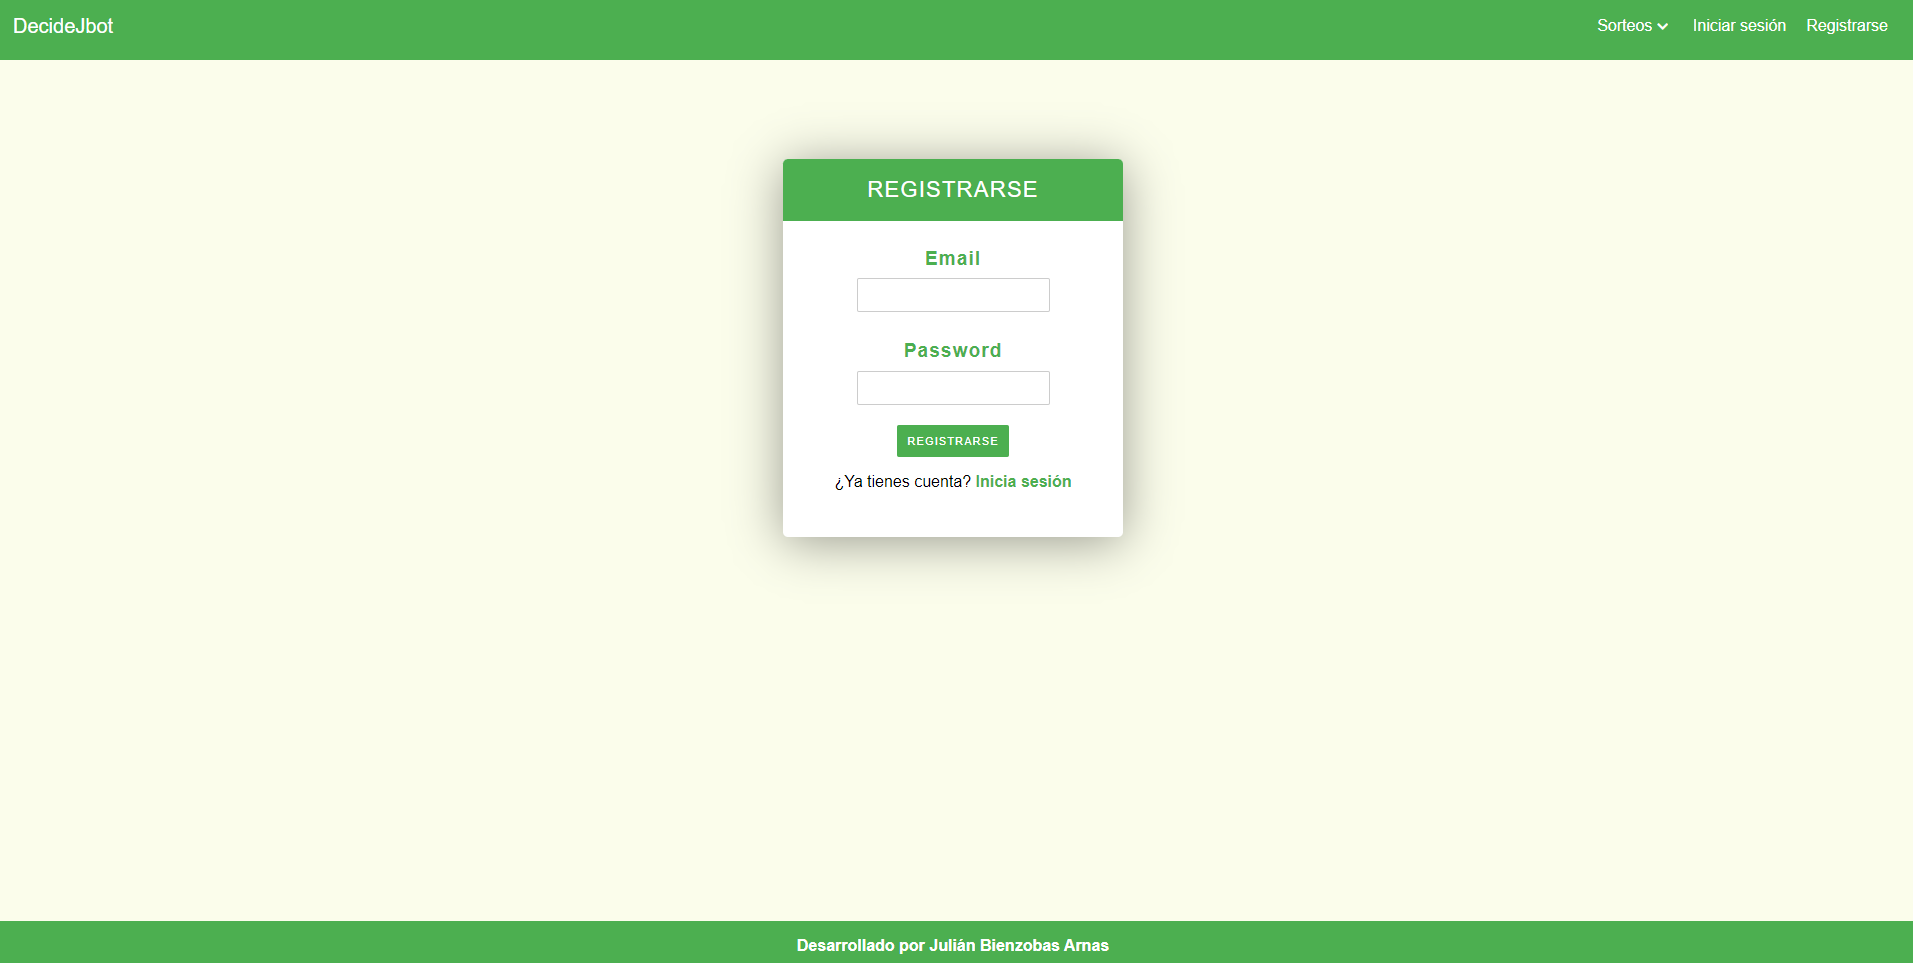 DecideJbot
Sorteos Iniciar sesión Registrarse
REGISTRARSE
Email
Password
REGISTRARSE
¿Ya tienes cuenta? Inicia sesión
Desarrollado por Julián Bienzobas Arnas